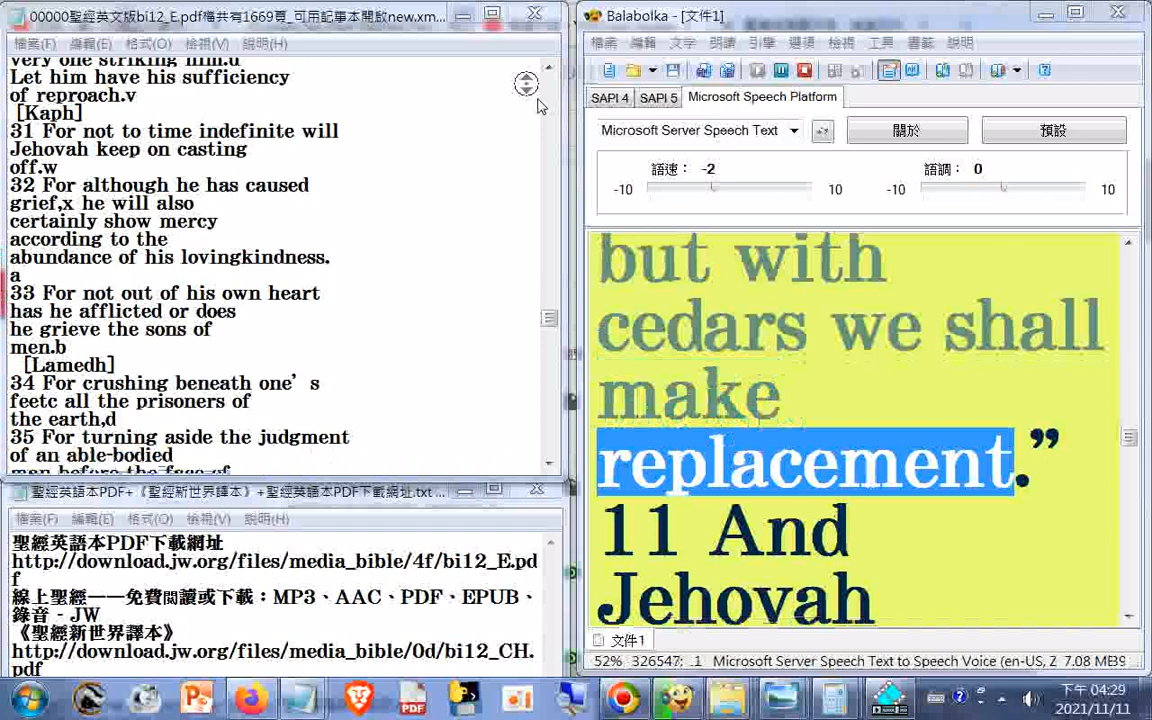 00000聖經英文版bi12_E.pdf檔共有1669頁_可用記事本開啟new.xm...
檔案(F) 編輯(E) 格式(O) 檢視(V) 說明(H)
very one striking him.u
Let him have his sufficiency
of reproach.v
[Kaph]
31 For not to time indefinite will
Jehovah keep on casting
off.w
32 For although he has caused
grief,x he will also
certainly show mercy
according to the
abundance of his lovingkindness.
a
33 For not out of his own heart
has he afflicted or does
he grieve the sons of
men.b
[Lamedh]
34 For crushing beneath one’s
feetc all the prisoners of
the earth,d
35 For turning aside the judgment
of an able-bodied
man before the face of
聖經英語本PDF+《聖經新世界譯本》+聖經英語本PDF下載網址.txt ...
檔案(F) 編輯(E) 格式(O) 檢視(V) 說明(H)
聖經英語本PDF下載網址
http://download.jw.org/files/media_bible/4f/bi12_E.pd
f
線上聖經——免費閱讀或下載：MP3、AAC、PDF、EPUB、
錄音 - JW
《聖經新世界譯本》
http://download.jw.org/files/media_bible/0d/bi12_CH.
pdf
Balabolka - [文件1]
檔案 編輯 文字 朗讀 引擎 選項 檢視 工具 書籤 說明
SAPI 4 SAPI 5 Microsoft Speech Platform
Microsoft Server Speech Text 關於 預設
語速： -2 語調： 0
-10 10 -10 10
but with
cedars we shall
make
replacement.”
11 And
Jehovah
文件1
52% 326547: .1 Microsoft Server Speech Text to Speech Voice (en-US, Z 7.08 MB
下午 04:29
2021/11/11